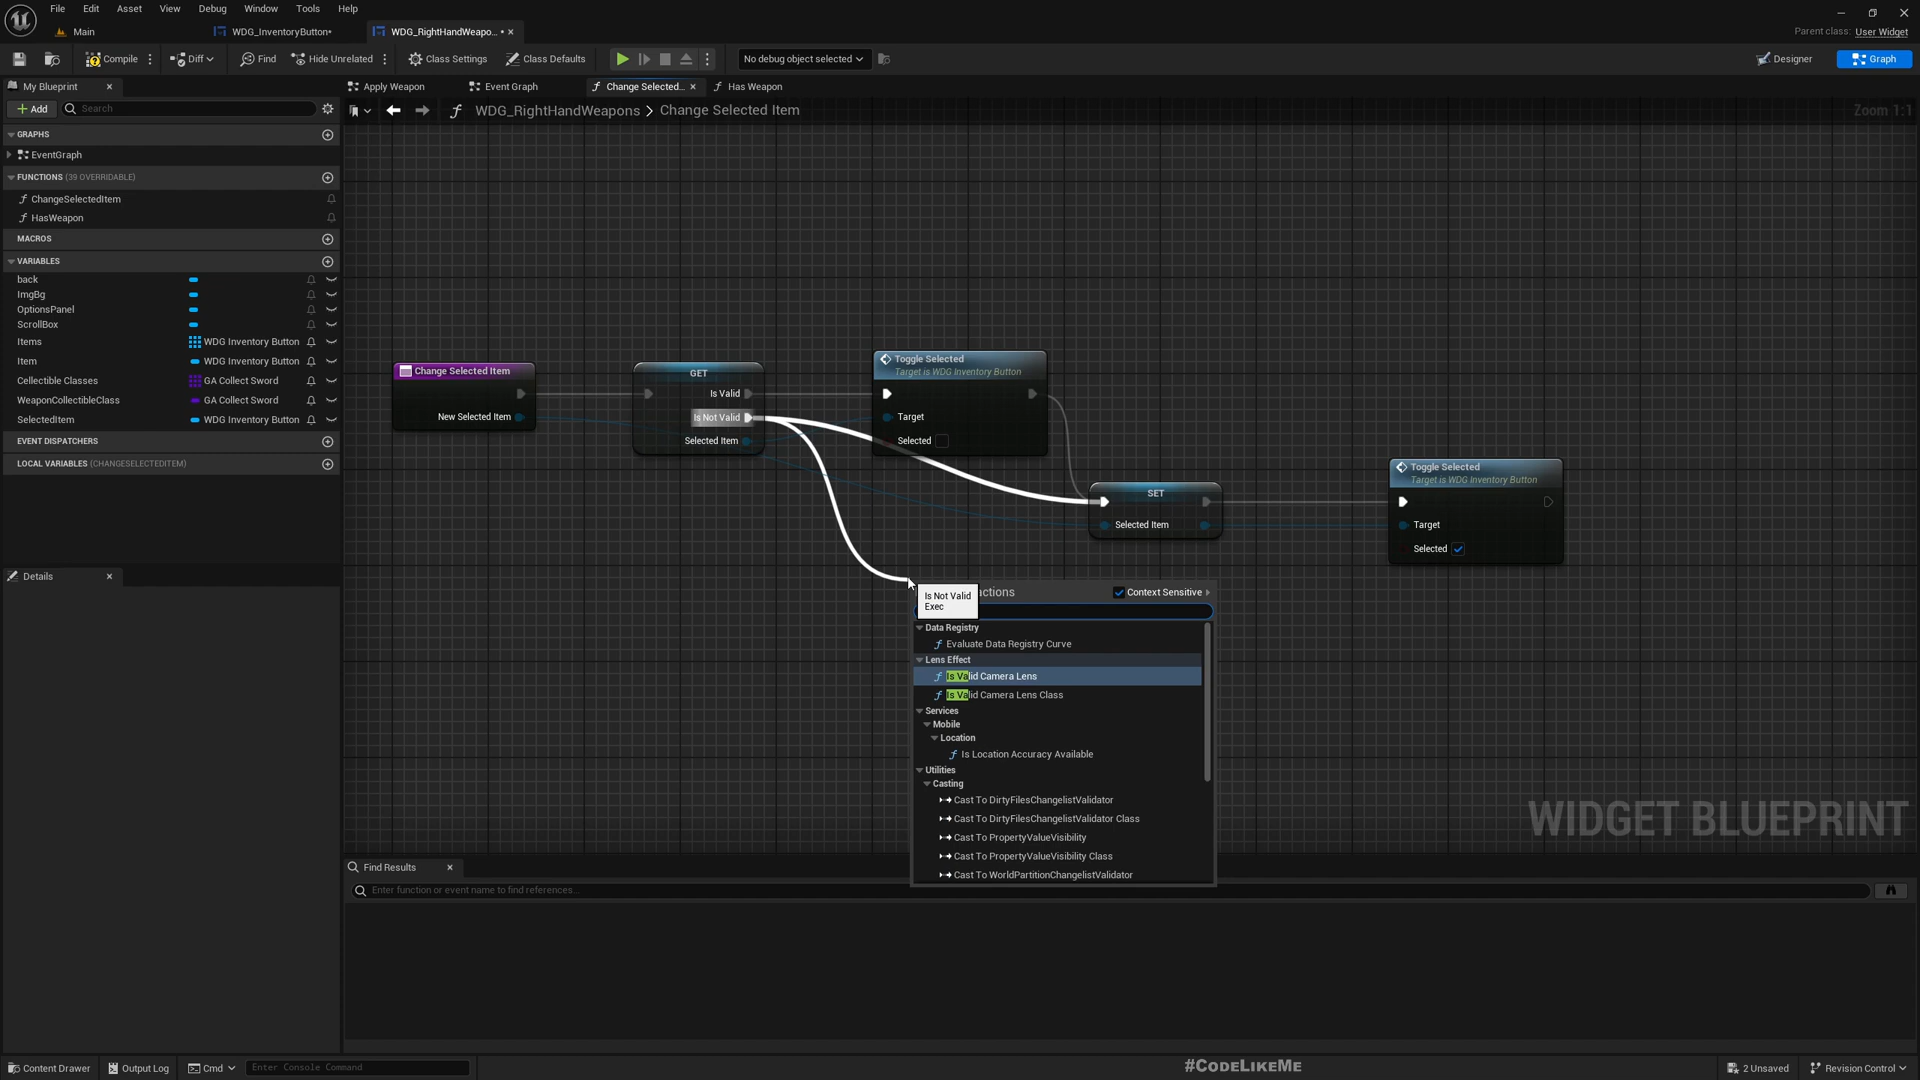 File Edit Asset View Debug Window Tools Help
Main WDG_InventoryButton• WDG_RightHandWeapo... •
Parent class: User Widget
Compile Diff Find Hide Unrelated Class Settings Class Defaults No debug object selected Designer Graph
My Blueprint
Apply Weapon Event Graph Change Selected... Has Weapon
Add Search
WDG_RightHandWeapons > Change Selected Item
Zoom 1:1
GRAPHS
EventGraph
FUNCTIONS (39 OVERRIDABLE)
ChangeSelectedItem
HasWeapon
MACROS
VARIABLES
back
ImgBg
OptionsPanel
ScrollBox
Items WDG Inventory Button
Item WDG Inventory Button
Collectible Classes GA Collect Sword
WeaponCollectibleClass GA Collect Sword
SelectedItem WDG Inventory Button
EVENT DISPATCHERS
LOCAL VARIABLES (CHANGESELECTEDITEM)
Details
Change Selected Item
New Selected Item
GET
Is Valid
Is Not Valid
Selected Item
Toggle Selected
Target is WDG Inventory Button
Target
Selected
SET
Selected Item
Toggle Selected
Target is WDG Inventory Button
Target
Selected
Is Not Valid
Exec
actions
Context Sensitive
Data Registry
Evaluate Data Registry Curve
Lens Effect
Is Valid Camera Lens
Is Valid Camera Lens Class
Services
Mobile
Location
Is Location Accuracy Available
Utilities
Casting
Cast To DirtyFilesChangelistValidator
Cast To DirtyFilesChangelistValidator Class
Cast To PropertyValueVisibility
Cast To PropertyValueVisibility Class
Cast To WorldPartitionChangelistValidator
WIDGET BLUEPRINT
Find Results
Enter function or event name to find references...
Content Drawer Output Log Cmd Enter Console Command
#CodeLikeMe
2 Unsaved Revision Control